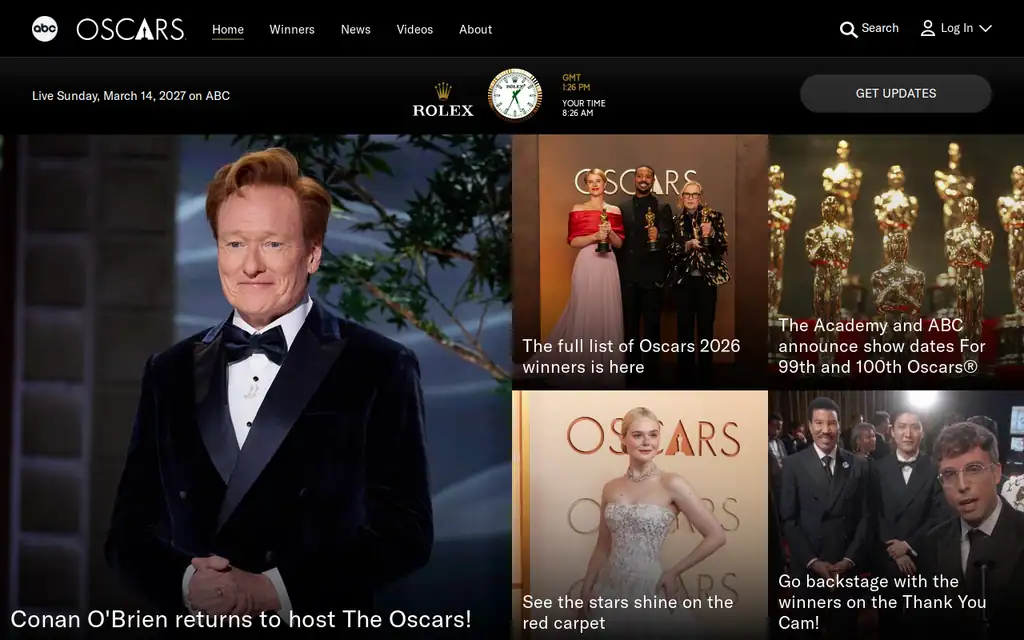 abc OSCARS. Home Winners News Videos About Search Log In
Live Sunday, March 14, 2027 on ABC
ROLEX
ROLEX
GMT
1:26 PM
YOUR TIME
8:26 AM
GET UPDATES
Conan O'Brien returns to host The Oscars!
OSCARS
The full list of Oscars 2026
winners is here
The Academy and ABC
announce show dates For
99th and 100th Oscars®
OSCARS
See the stars shine on the
red carpet
Go backstage with the
winners on the Thank You
Cam!